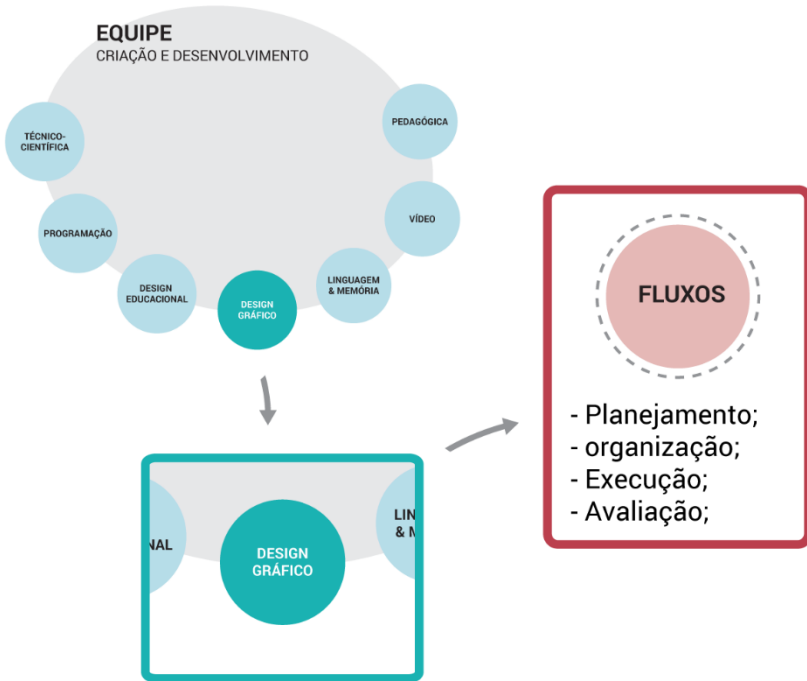 EQUIPE
CRIAÇÃO E DESENVOLVIMENTO
TÉCNICO-
CIENTÍFICA
PEDAGÓGICA
PROGRAMAÇÃO
VÍDEO
DESIGN
EDUCACIONAL
DESIGN
GRÁFICO
LINGUAGEM
& MEMÓRIA
NAL
DESIGN
GRÁFICO
LIN
& M
FLUXOS
- Planejamento;
- organização;
- Execução;
- Avaliação;